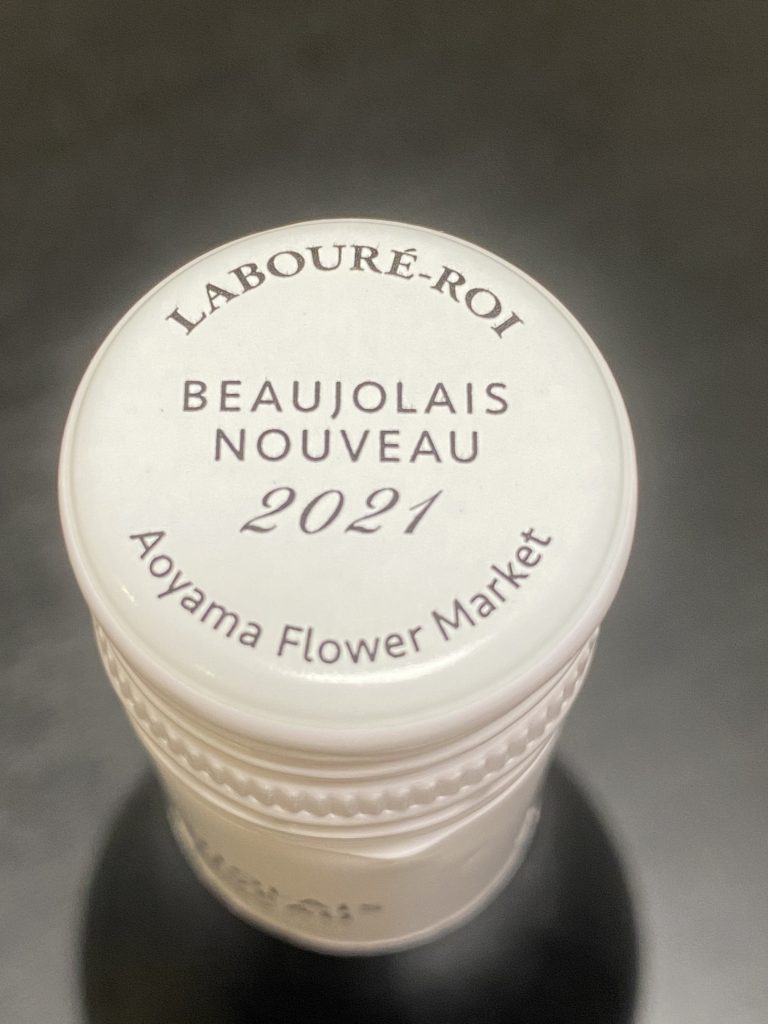 LABOURÉ-ROI
BEAUJOLAIS
NOUVEAU
2021
Aoyama Flower Market